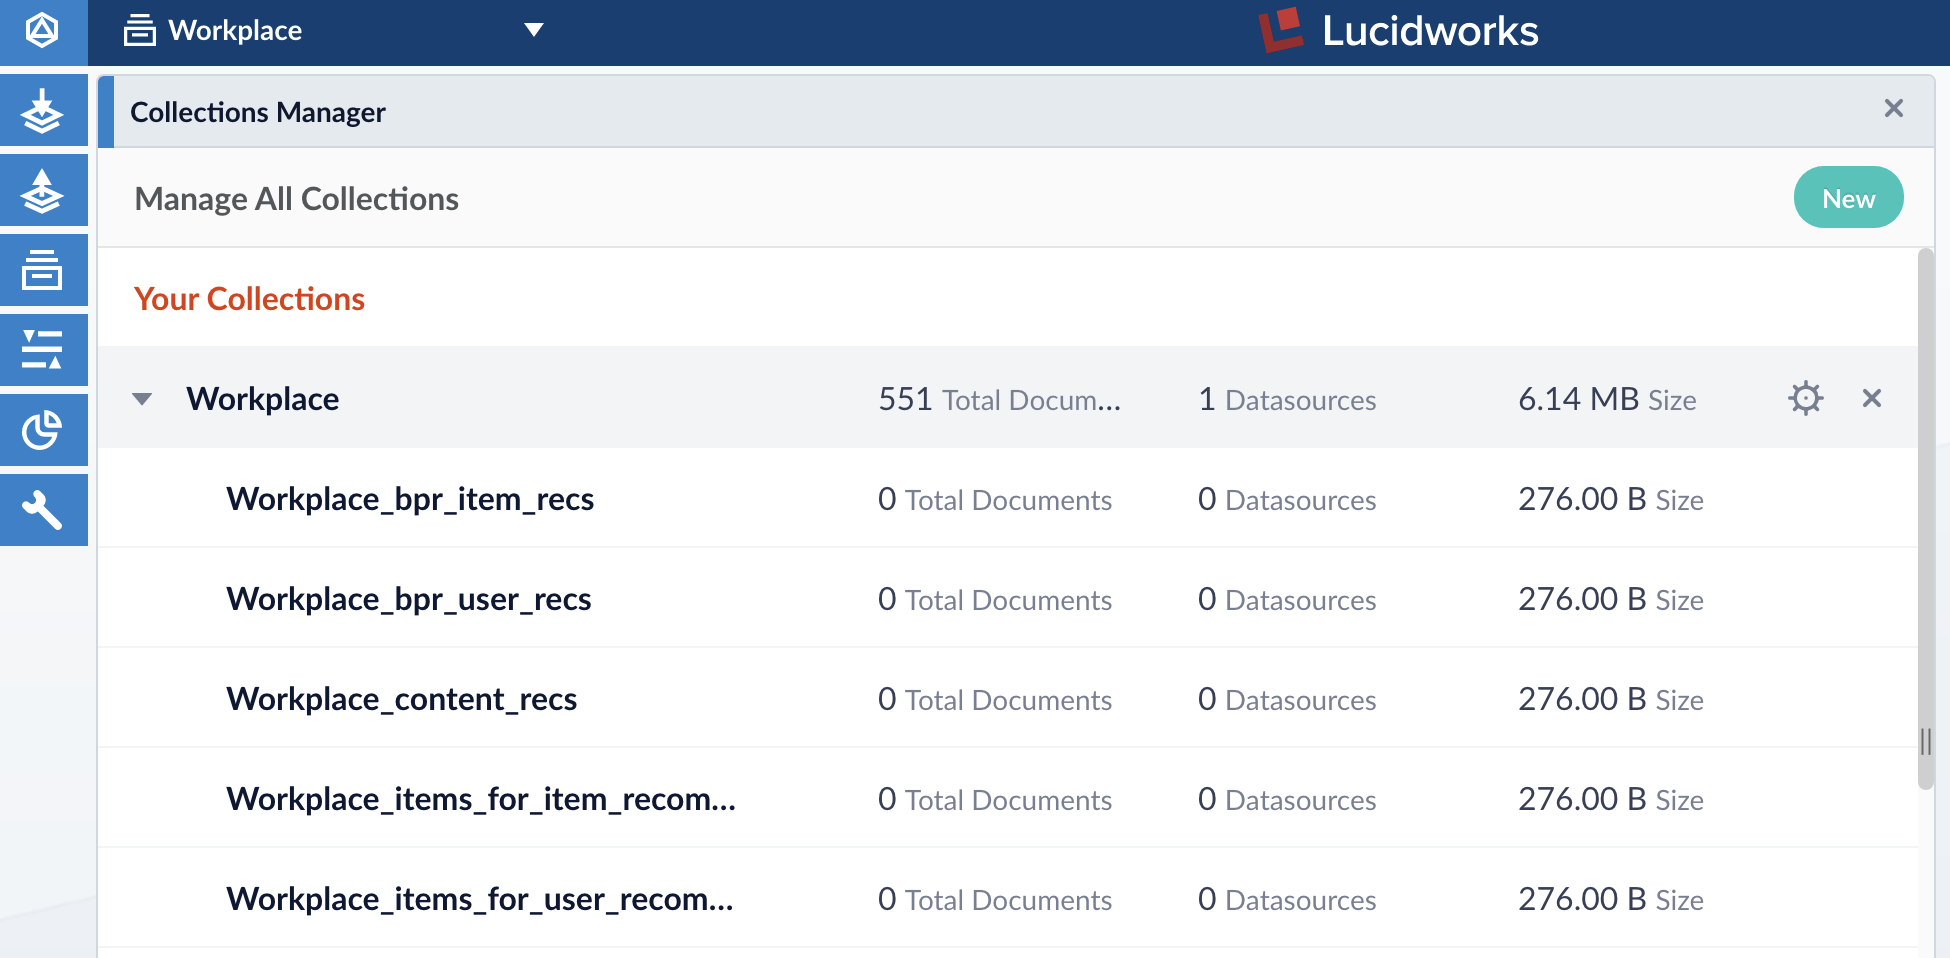 Workplace
Lucidworks
Collections Manager
Manage All Collections
New
Your Collections
Workplace 551 Total Docum... 1 Datasources 6.14 MB Size
Workplace_bpr_item_recs 0 Total Documents 0 Datasources 276.00 B Size
Workplace_bpr_user_recs 0 Total Documents 0 Datasources 276.00 B Size
Workplace_content_recs 0 Total Documents 0 Datasources 276.00 B Size
Workplace_items_for_item_recom... 0 Total Documents 0 Datasources 276.00 B Size
Workplace_items_for_user_recom... 0 Total Documents 0 Datasources 276.00 B Size